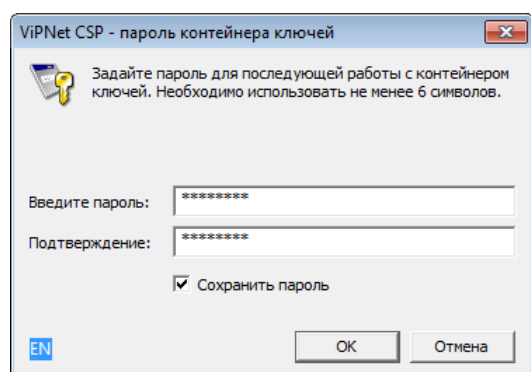 ViPNet CSP - пароль контейнера ключей
Задайте пароль для последующей работы с контейнером
ключей. Необходимо использовать не менее 6 символов.
Введите пароль: ********
Подтверждение: ********
Сохранить пароль
EN OK Отмена